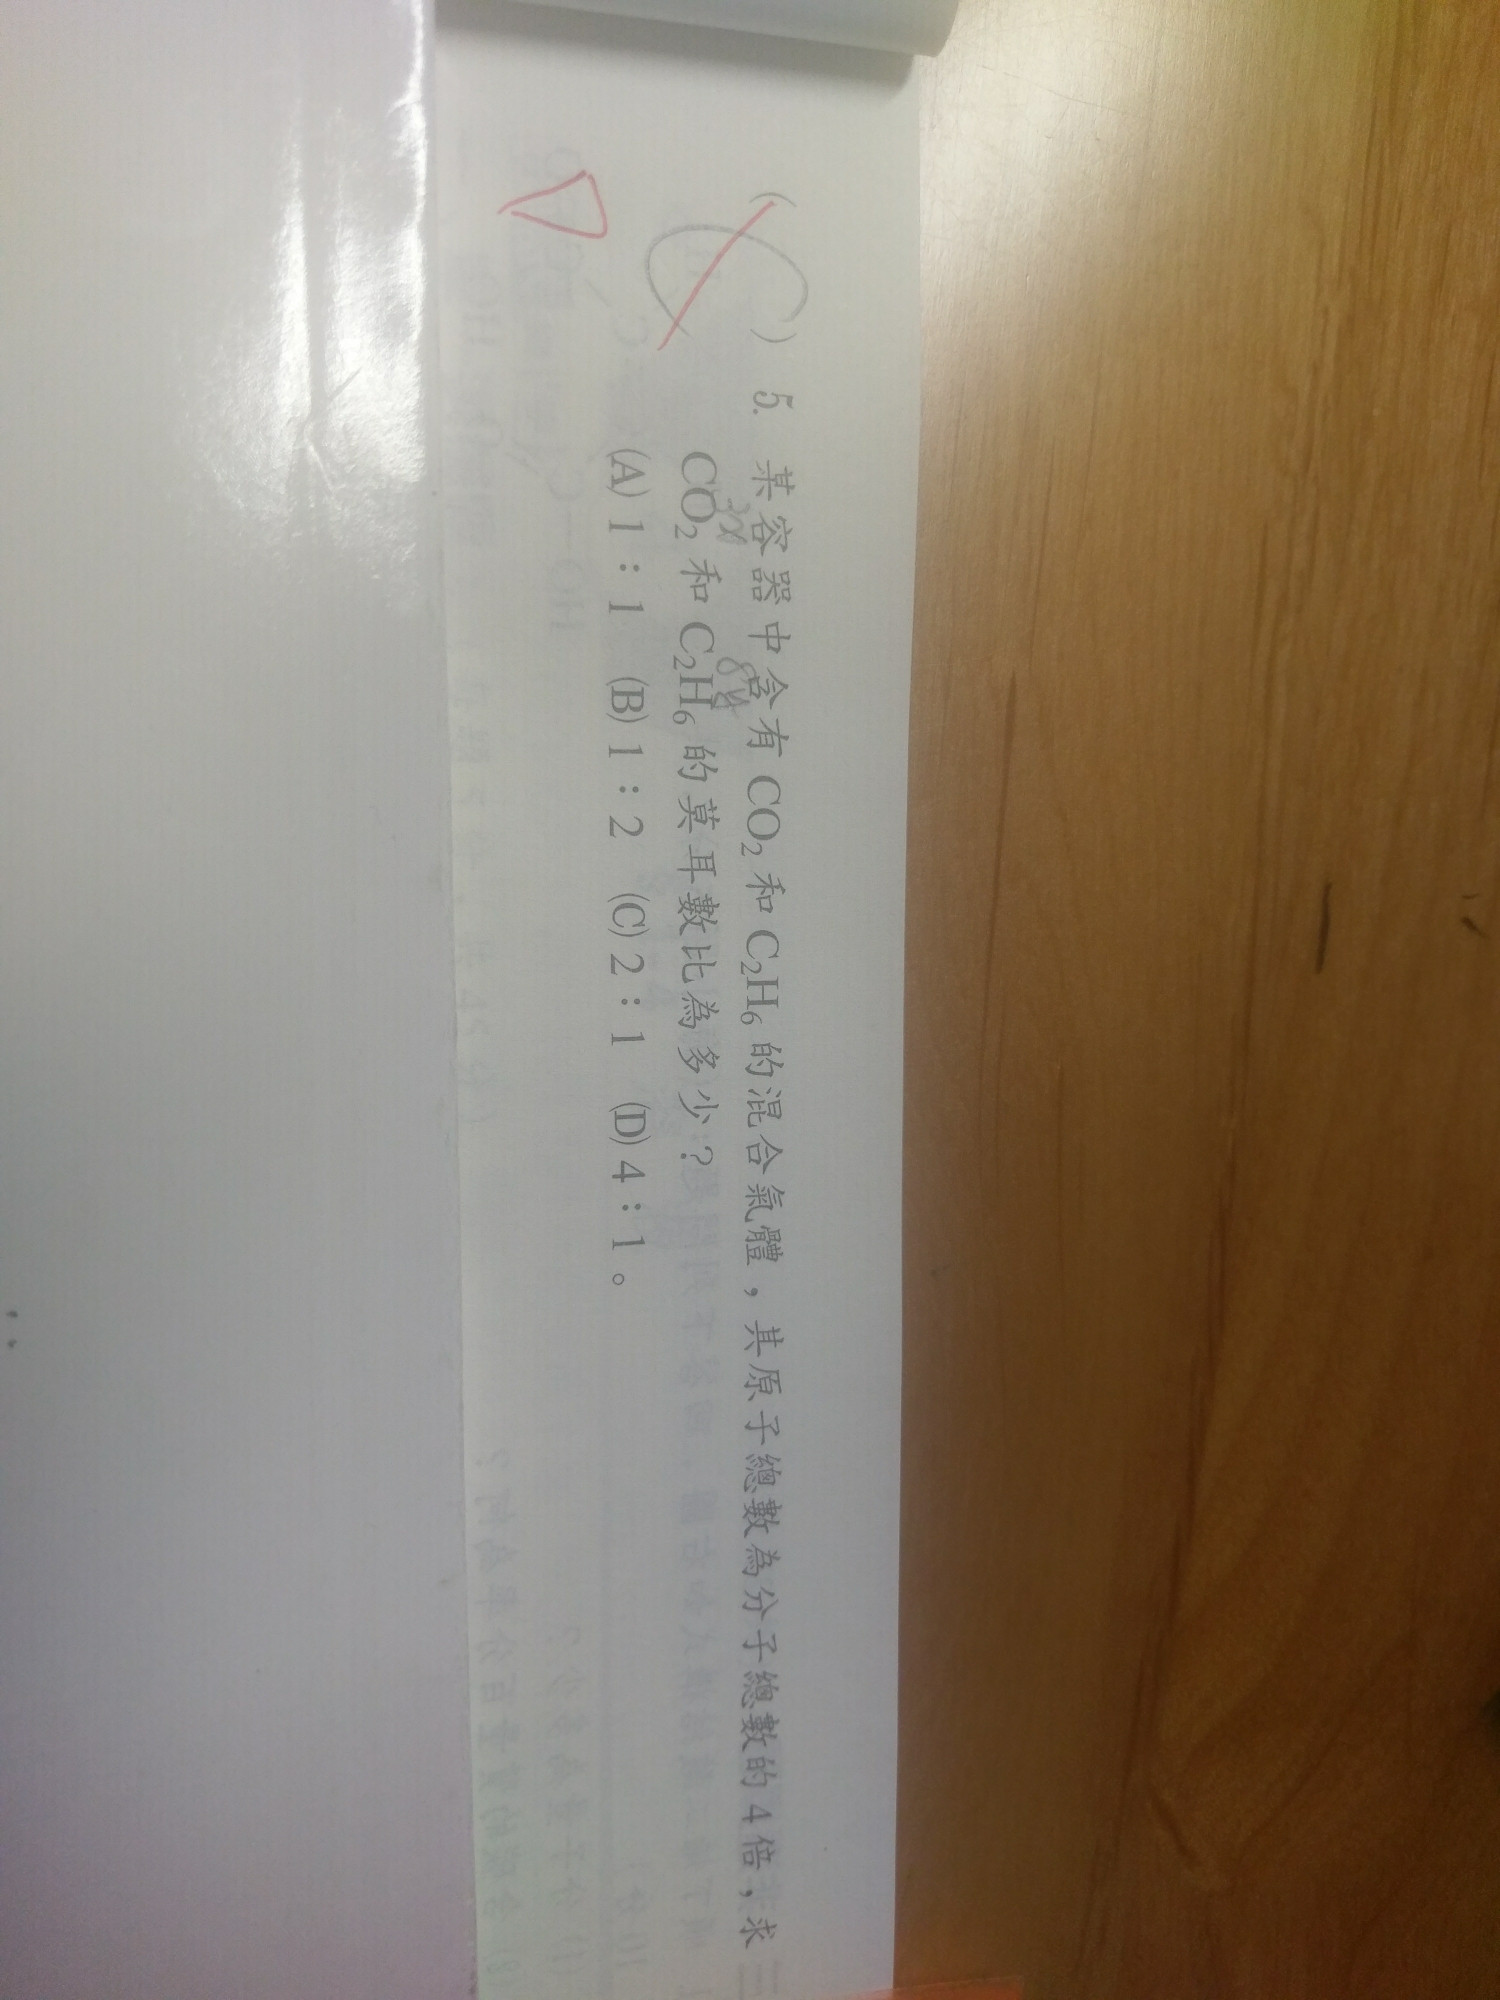 ( C ) 5. 某容器中含有 CO₂ 和 C₂H₆ 的混合氣體，其原子總數為分子總數的 4 倍，求
3x 8y
CO₂ 和 C₂H₆ 的莫耳數比為多少？
(A) 1：1 (B) 1：2 (C) 2：1 (D) 4：1。